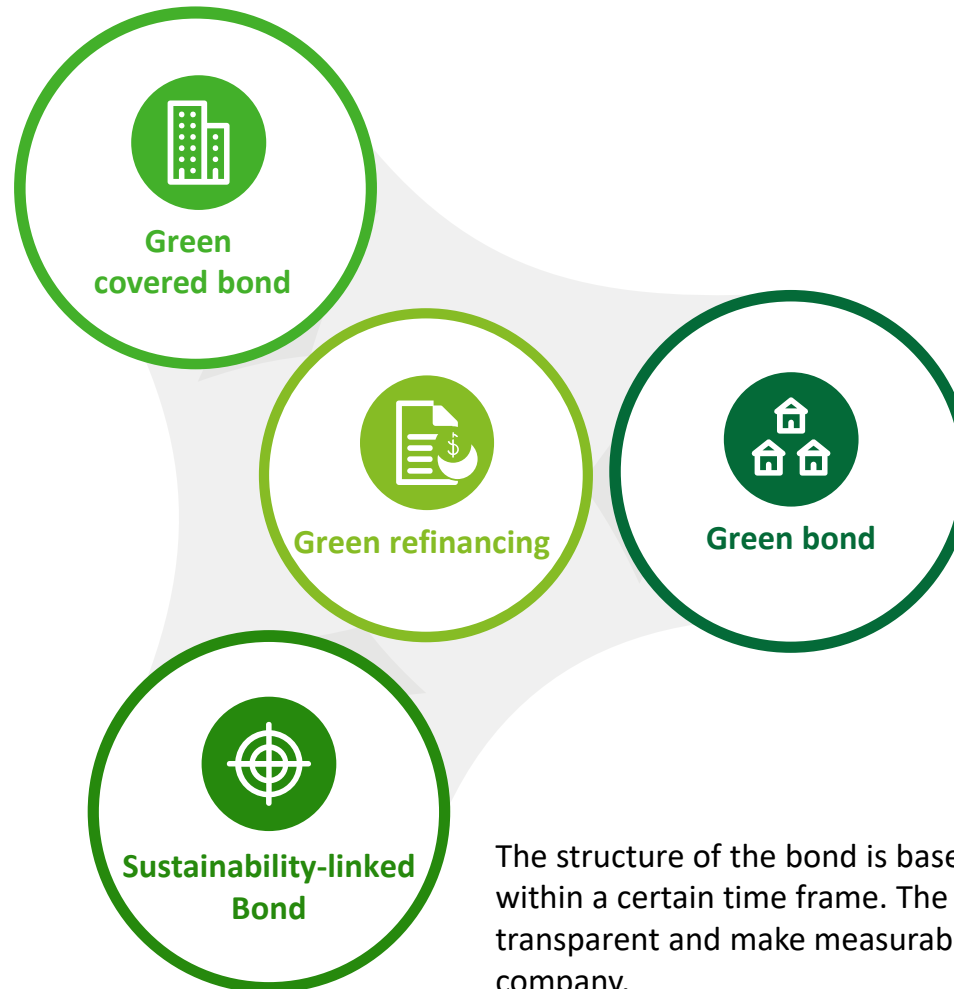 Green
covered bond
$
Green refinancing
Green bond
Sustainability-linked
Bond
The structure of the bond is base
within a certain time frame. The
transparent and make measurab
company.